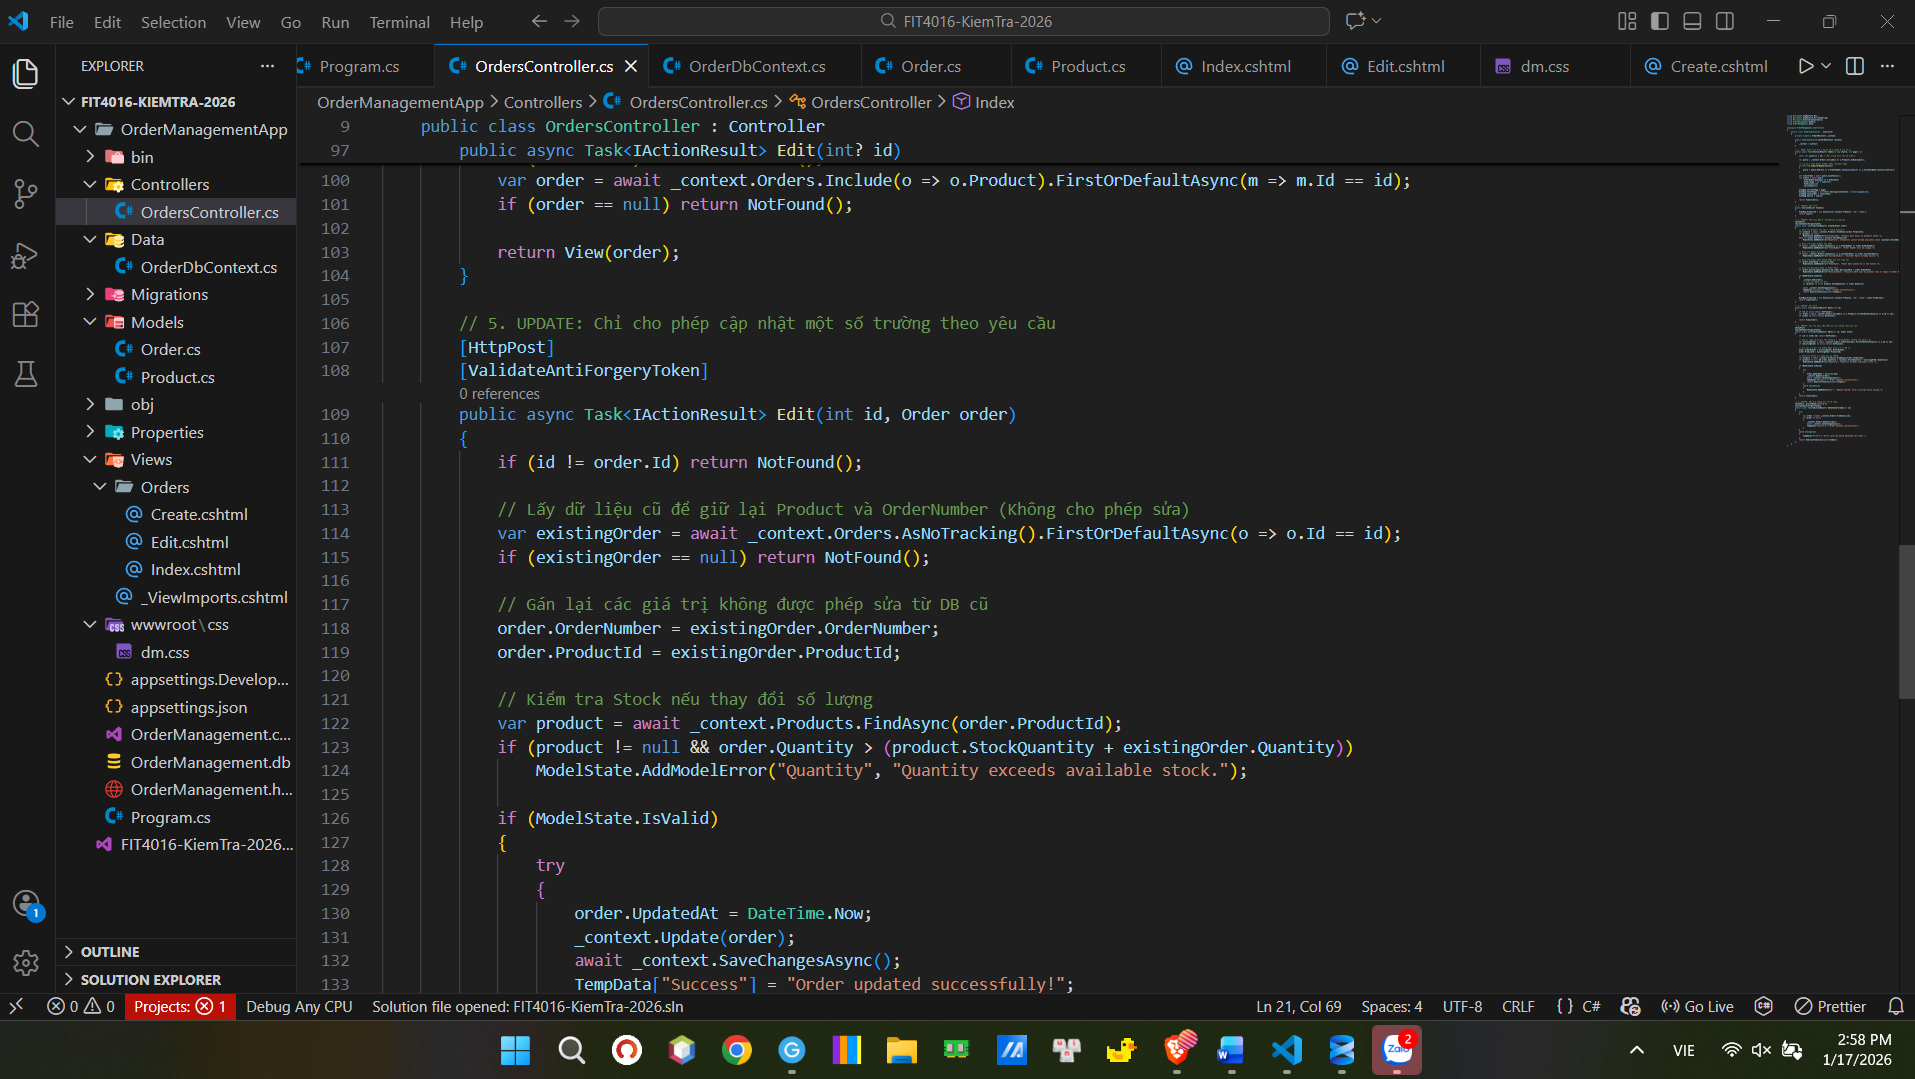 File Edit Selection View Go Run Terminal Help
FIT4016-KiemTra-2026
EXPLORER
Program.cs
OrdersController.cs
OrderDbContext.cs
Order.cs
Product.cs
Index.cshtml
Edit.cshtml
dm.css
Create.cshtml
FIT4016-KIEMTRA-2026
OrderManagementApp
bin
Controllers
OrdersController.cs
Data
OrderDbContext.cs
Migrations
Models
Order.cs
Product.cs
obj
Properties
Views
Orders
Create.cshtml
Edit.cshtml
Index.cshtml
_ViewImports.cshtml
wwwroot\css
dm.css
appsettings.Develop...
appsettings.json
OrderManagement.c...
OrderManagement.db
OrderManagement.h...
Program.cs
FIT4016-KiemTra-2026...
OUTLINE
SOLUTION EXPLORER
OrderManagementApp > Controllers > OrdersController.cs > OrdersController > Index
9 public class OrdersController : Controller
97 public async Task<IActionResult> Edit(int? id)
100 var order = await _context.Orders.Include(o => o.Product).FirstOrDefaultAsync(m => m.Id == id);
101 if (order == null) return NotFound();
102
103 return View(order);
104 }
105
106 // 5. UPDATE: Chỉ cho phép cập nhật một số trường theo yêu cầu
107 [HttpPost]
108 [ValidateAntiForgeryToken]
0 references
109 public async Task<IActionResult> Edit(int id, Order order)
110 {
111 if (id != order.Id) return NotFound();
112
113 // Lấy dữ liệu cũ để giữ lại Product và OrderNumber (Không cho phép sửa)
114 var existingOrder = await _context.Orders.AsNoTracking().FirstOrDefaultAsync(o => o.Id == id);
115 if (existingOrder == null) return NotFound();
116
117 // Gán lại các giá trị không được phép sửa từ DB cũ
118 order.OrderNumber = existingOrder.OrderNumber;
119 order.ProductId = existingOrder.ProductId;
120
121 // Kiểm tra Stock nếu thay đổi số lượng
122 var product = await _context.Products.FindAsync(order.ProductId);
123 if (product != null && order.Quantity > (product.StockQuantity + existingOrder.Quantity))
124 ModelState.AddModelError("Quantity", "Quantity exceeds available stock.");
125
126 if (ModelState.IsValid)
127 {
128 try
129 {
130 order.UpdatedAt = DateTime.Now;
131 _context.Update(order);
132 await _context.SaveChangesAsync();
133 TempData["Success"] = "Order updated successfully!";
1
0 0 Projects: 1 Debug Any CPU Solution file opened: FIT4016-KiemTra-2026.sln Ln 21, Col 69 Spaces: 4 UTF-8 CRLF {} C# Go Live Prettier
Zalo 2
VIE
2:58 PM
1/17/2026